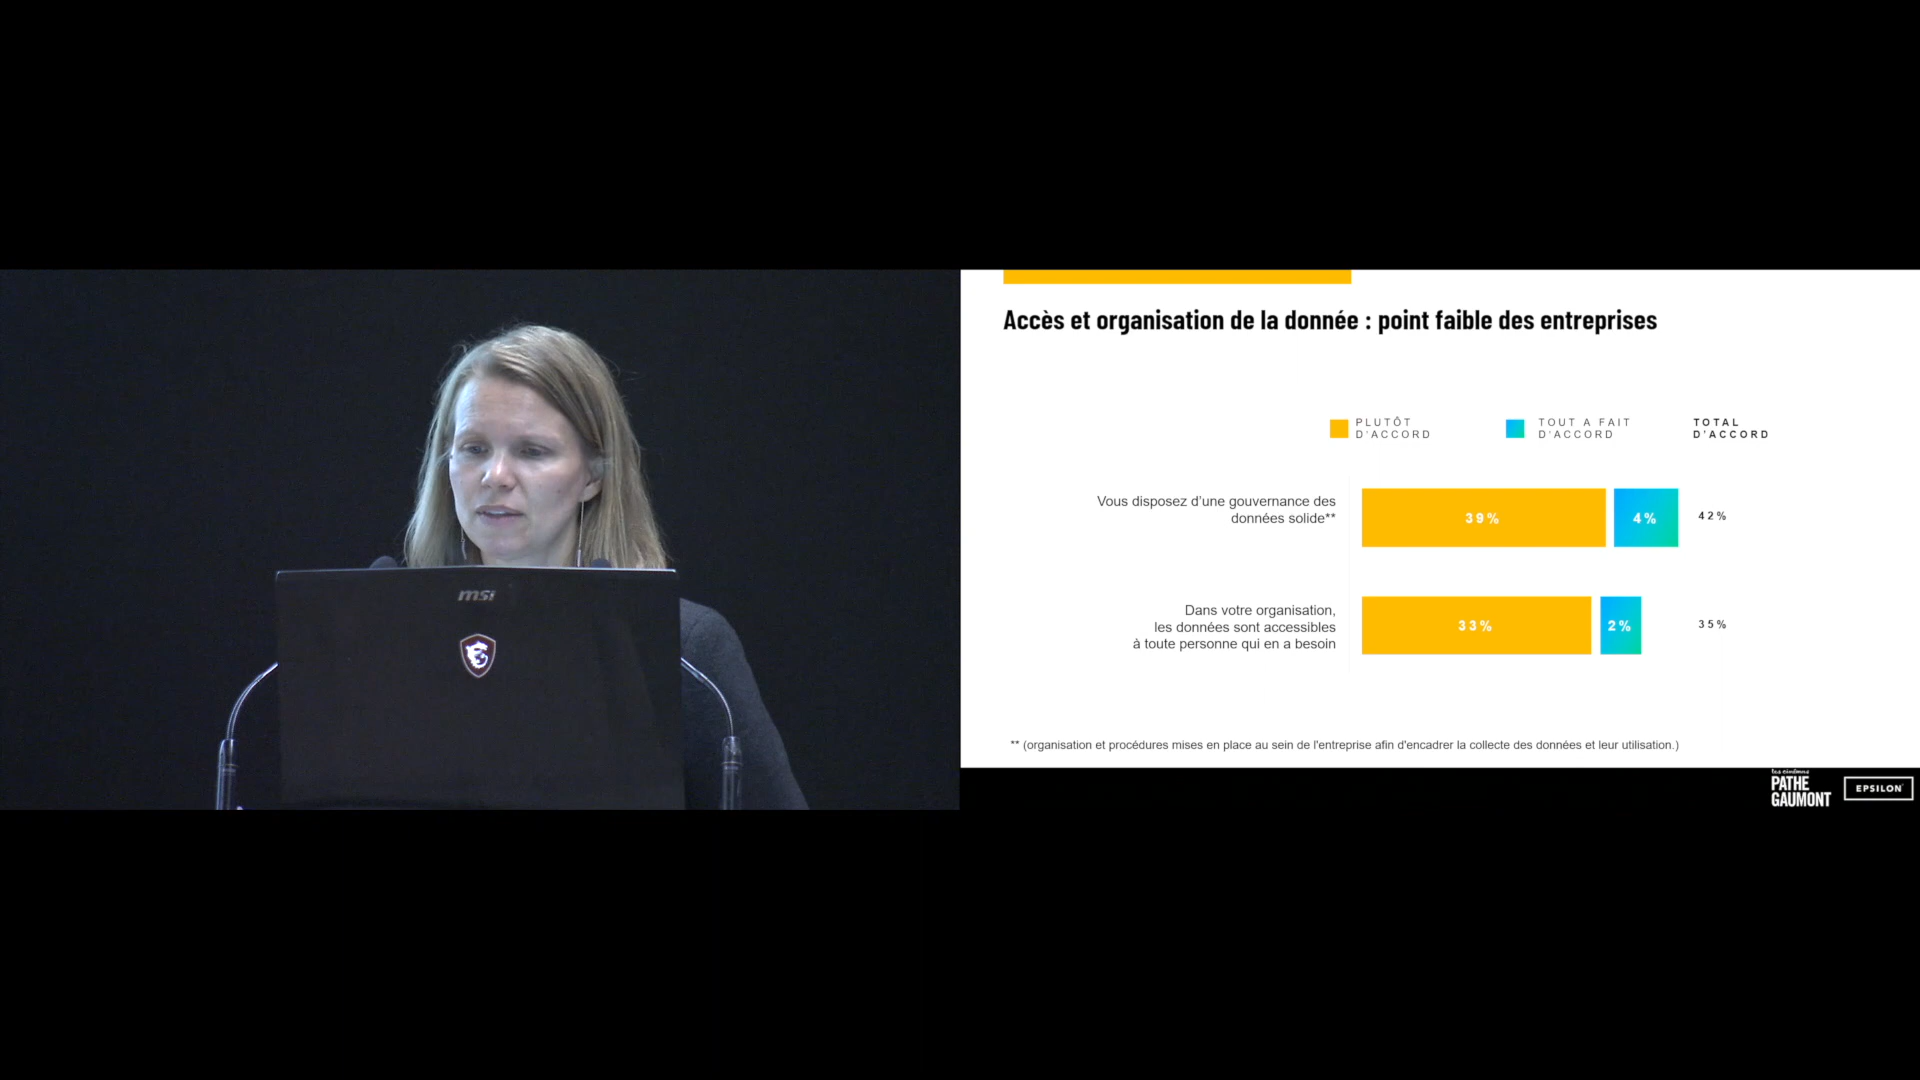 msi
Accès et organisation de la donnée : point faible des entreprises
PLUTÔT
D'ACCORD
TOUT A FAIT
D'ACCORD
TOTAL
D'ACCORD
Vous disposez d'une gouvernance des
données solide**
39%
4%
42%
Dans votre organisation,
les données sont accessibles
à toute personne qui en a besoin
33%
2%
35%
** (organisation et procédures mises en place au sein de l'entreprise afin d'encadrer la collecte des données et leur utilisation.)
les cinémas
PATHE
GAUMONT
EPSILON